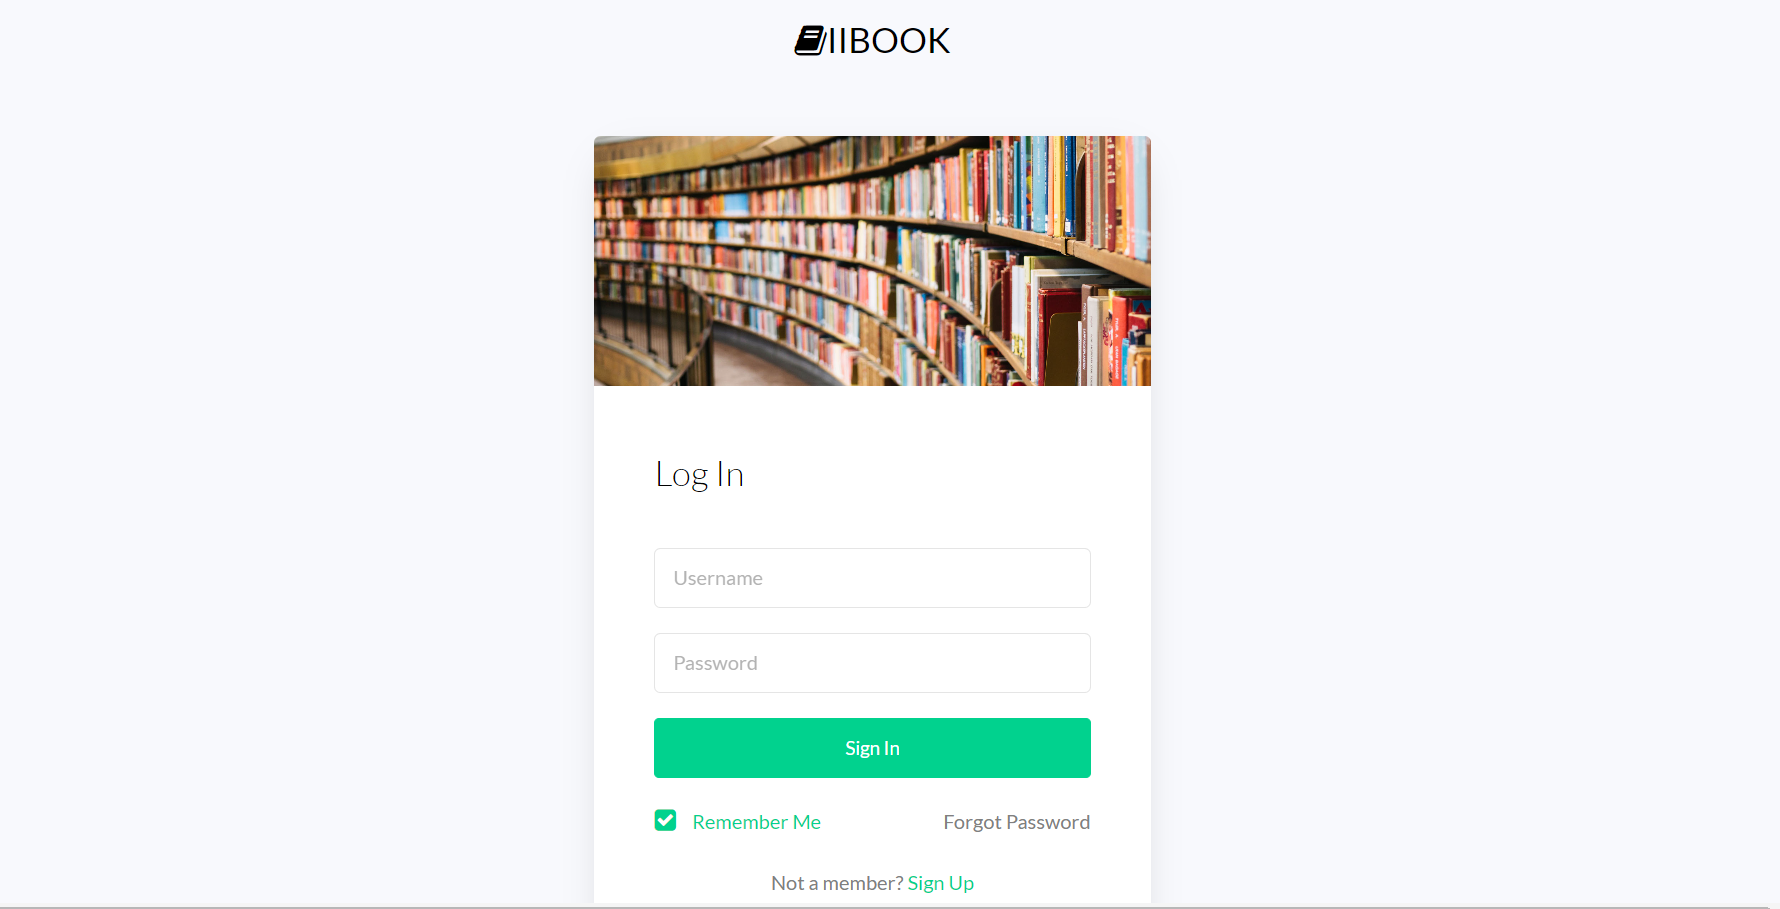 IIBOOK
Log In
Username
Password
Sign In
Remember Me
Forgot Password
Not a member? Sign Up